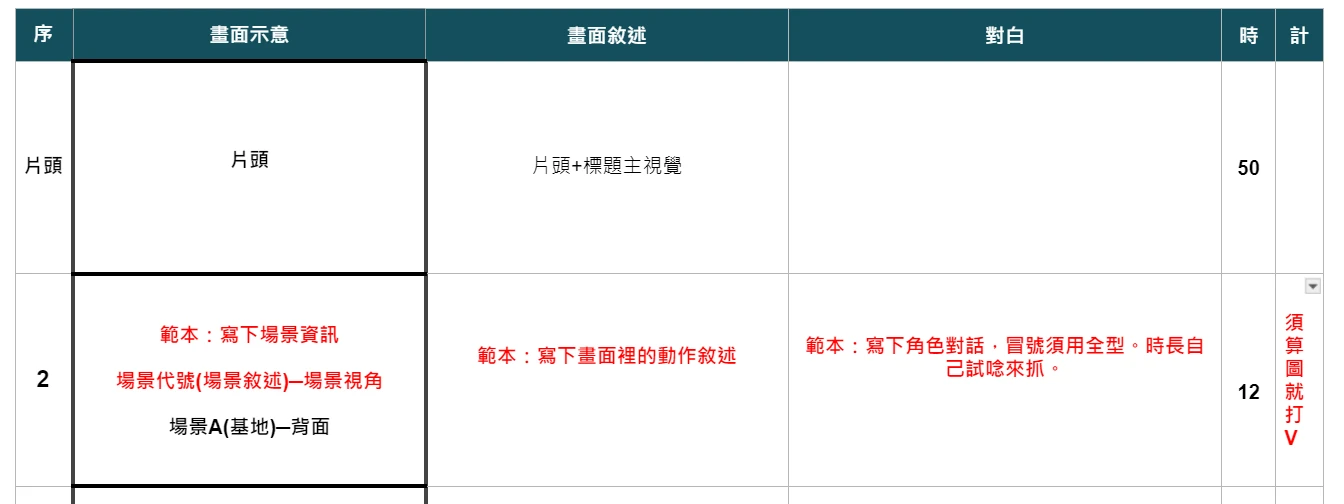 序 畫面示意 畫面敘述 對白 時 計
片頭 片頭 片頭+標題主視覺 50
2
範本：寫下場景資訊
場景代號(場景敘述)─場景視角
場景A(基地)─背面
範本：寫下畫面裡的動作敘述
範本：寫下角色對話，冒號須用全型。時長自
己試唸來抓。
12
須
算
圖
就
打
V